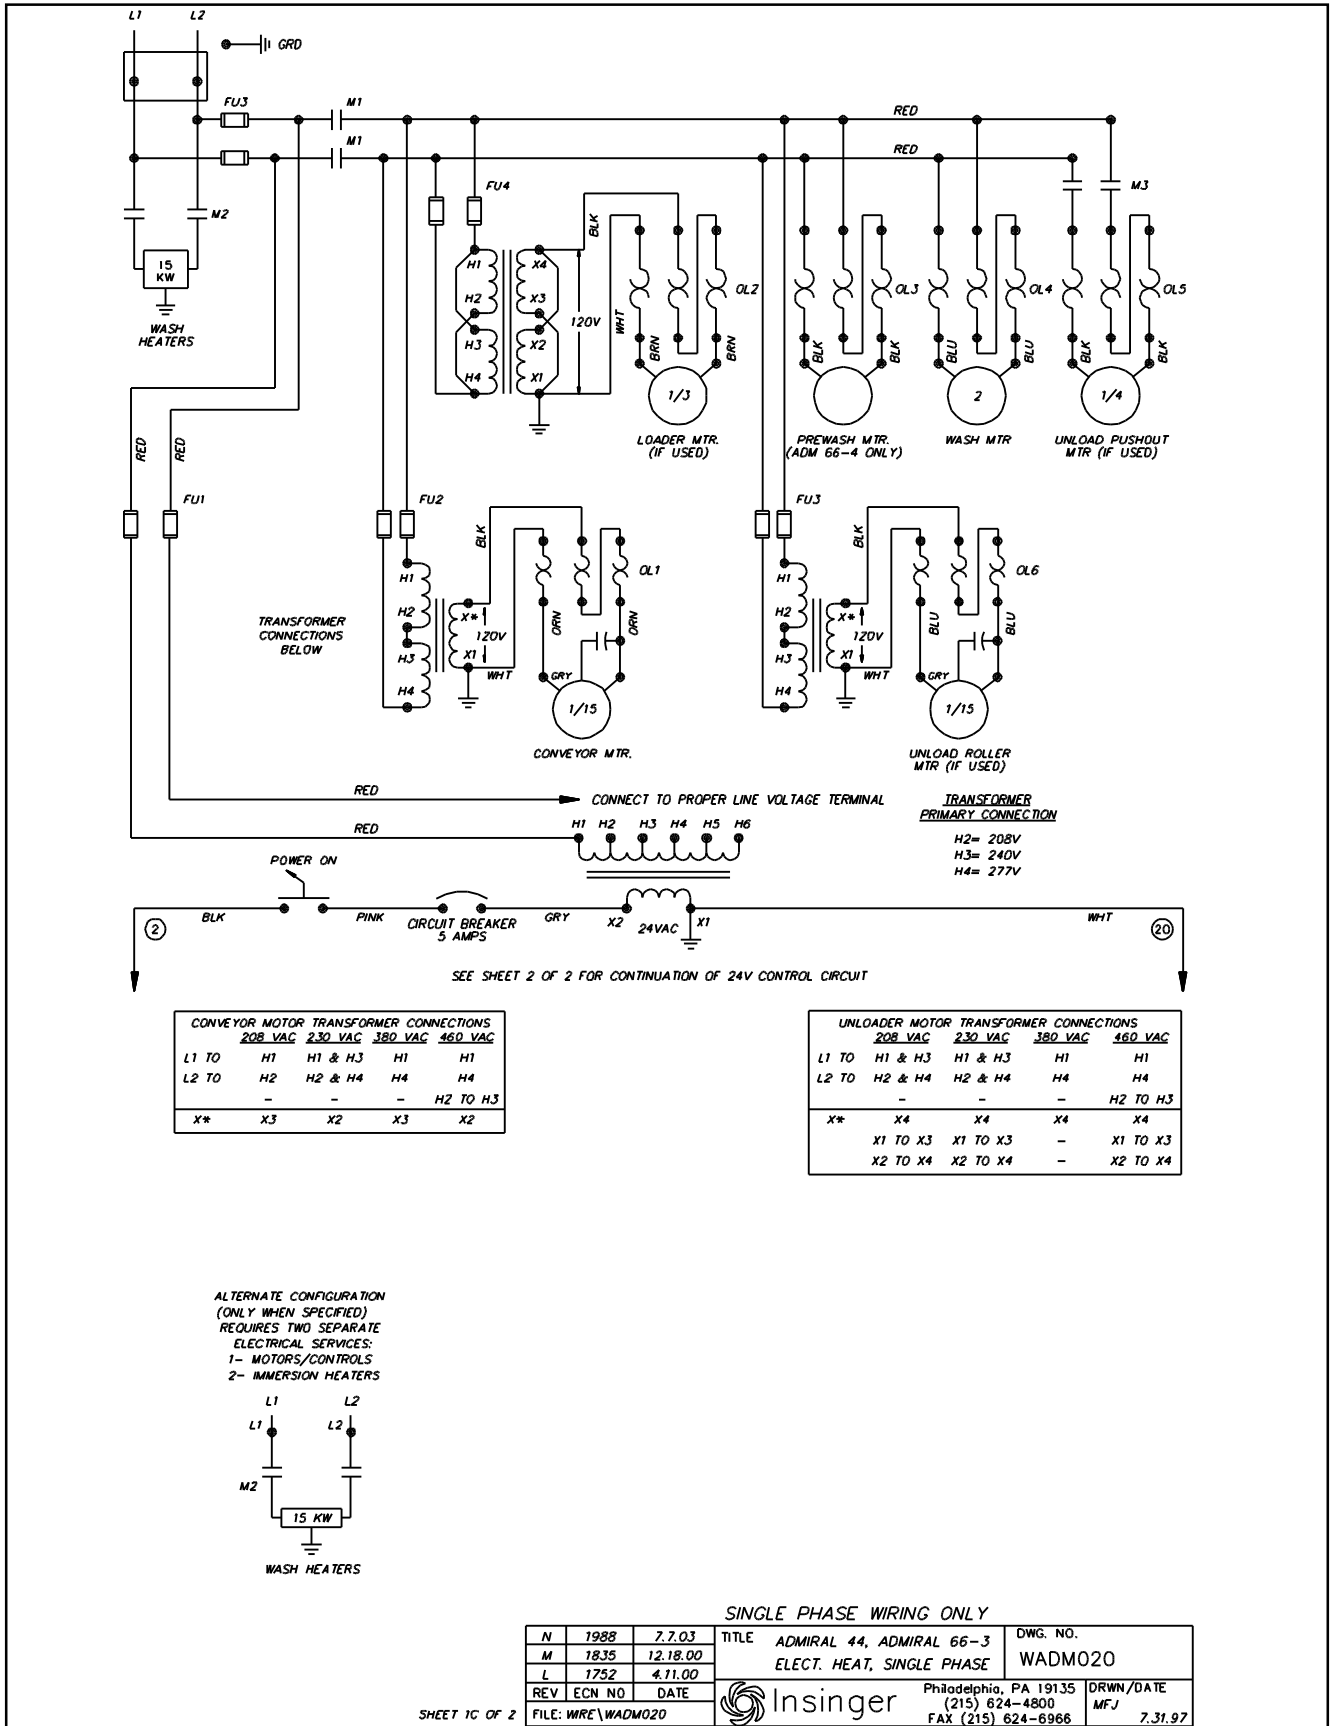 L1 L2
GRD
FU3 M1
M1
RED
RED
M2
15
KW
WASH
HEATERS
FU4
H1
H2
H3
H4
X4
X3
X2
X1
120V
BLK
WHT
BRN
BRN
OL2
1/3
LOADER MTR.
(IF USED)
BLK
BLK
OL3
PREWASH MTR.
(ADM 66-4 ONLY)
BLU
BLU
OL4
2
WASH MTR
M3
BLK
BLK
OL5
1/4
UNLOAD PUSHOUT
MTR (IF USED)
RED
RED
FU1
FU2
H1
H2
H3
H4
X*
120V
X1
BLK
WHT
ORN
ORN
GRY
OL1
1/15
CONVEYOR MTR.
TRANSFORMER
CONNECTIONS
BELOW
FU3
H1
H2
H3
H4
X*
120V
X1
BLK
WHT
BLU
BLU
GRY
OL6
1/15
UNLOAD ROLLER
MTR (IF USED)
RED
CONNECT TO PROPER LINE VOLTAGE TERMINAL
RED
H1 H2 H3 H4 H5 H6
TRANSFORMER
PRIMARY CONNECTION
H2= 208V
H3= 240V
H4= 277V
POWER ON
2
BLK
PINK
CIRCUIT BREAKER
5 AMPS
GRY
X2
24VAC
X1
WHT
20
SEE SHEET 2 OF 2 FOR CONTINUATION OF 24V CONTROL CIRCUIT
CONVEYOR MOTOR TRANSFORMER CONNECTIONS
208 VAC 230 VAC 380 VAC 460 VAC
L1 TO H1 H1 & H3 H1 H1
L2 TO H2 H2 & H4 H4 H4
- - - H2 TO H3
X* X3 X2 X3 X2
UNLOADER MOTOR TRANSFORMER CONNECTIONS
208 VAC 230 VAC 380 VAC 460 VAC
L1 TO H1 & H3 H1 & H3 H1 H1
L2 TO H2 & H4 H2 & H4 H4 H4
- - - H2 TO H3
X* X4 X4 X4 X4
X1 TO X3 X1 TO X3 - X1 TO X3
X2 TO X4 X2 TO X4 - X2 TO X4
ALTERNATE CONFIGURATION
(ONLY WHEN SPECIFIED)
REQUIRES TWO SEPARATE
ELECTRICAL SERVICES:
1- MOTORS/CONTROLS
2- IMMERSION HEATERS
L1 L2
L1 L2
M2
15 KW
WASH HEATERS
SINGLE PHASE WIRING ONLY
N 1988 7.7.03
M 1835 12.18.00
L 1752 4.11.00
REV ECN NO DATE
FILE: WIRE\WADM020
SHEET 1C OF 2
TITLE ADMIRAL 44, ADMIRAL 66-3
ELECT. HEAT, SINGLE PHASE
DWG. NO.
WADM020
Insinger
Philadelphia, PA 19135
(215) 624-4800
FAX (215) 624-6966
DRWN/DATE
MFJ
7.31.97